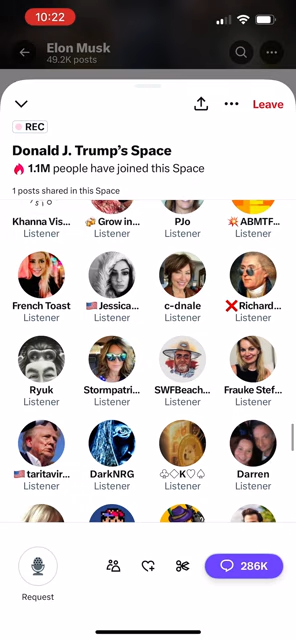 10:22
Elon Musk
49.2K posts
Leave
REC
Donald J. Trump's Space
🔥 1.1M people have joined this Space
1 posts shared in this Space
Khanna Vis... Grow in... PJo 💥 ABMTF...
Listener Listener Listener Listener
French Toast 🇺🇸 Jessica... c-dnale ❌ Richard...
Listener Listener Listener Listener
Ryuk Stormpatri... SWFBeach... Frauke Stef...
Listener Listener Listener Listener
🇺🇸 taritavir... DarkNRG ♧♢K♡♤ Darren
Listener Listener Listener Listener
286K
Request